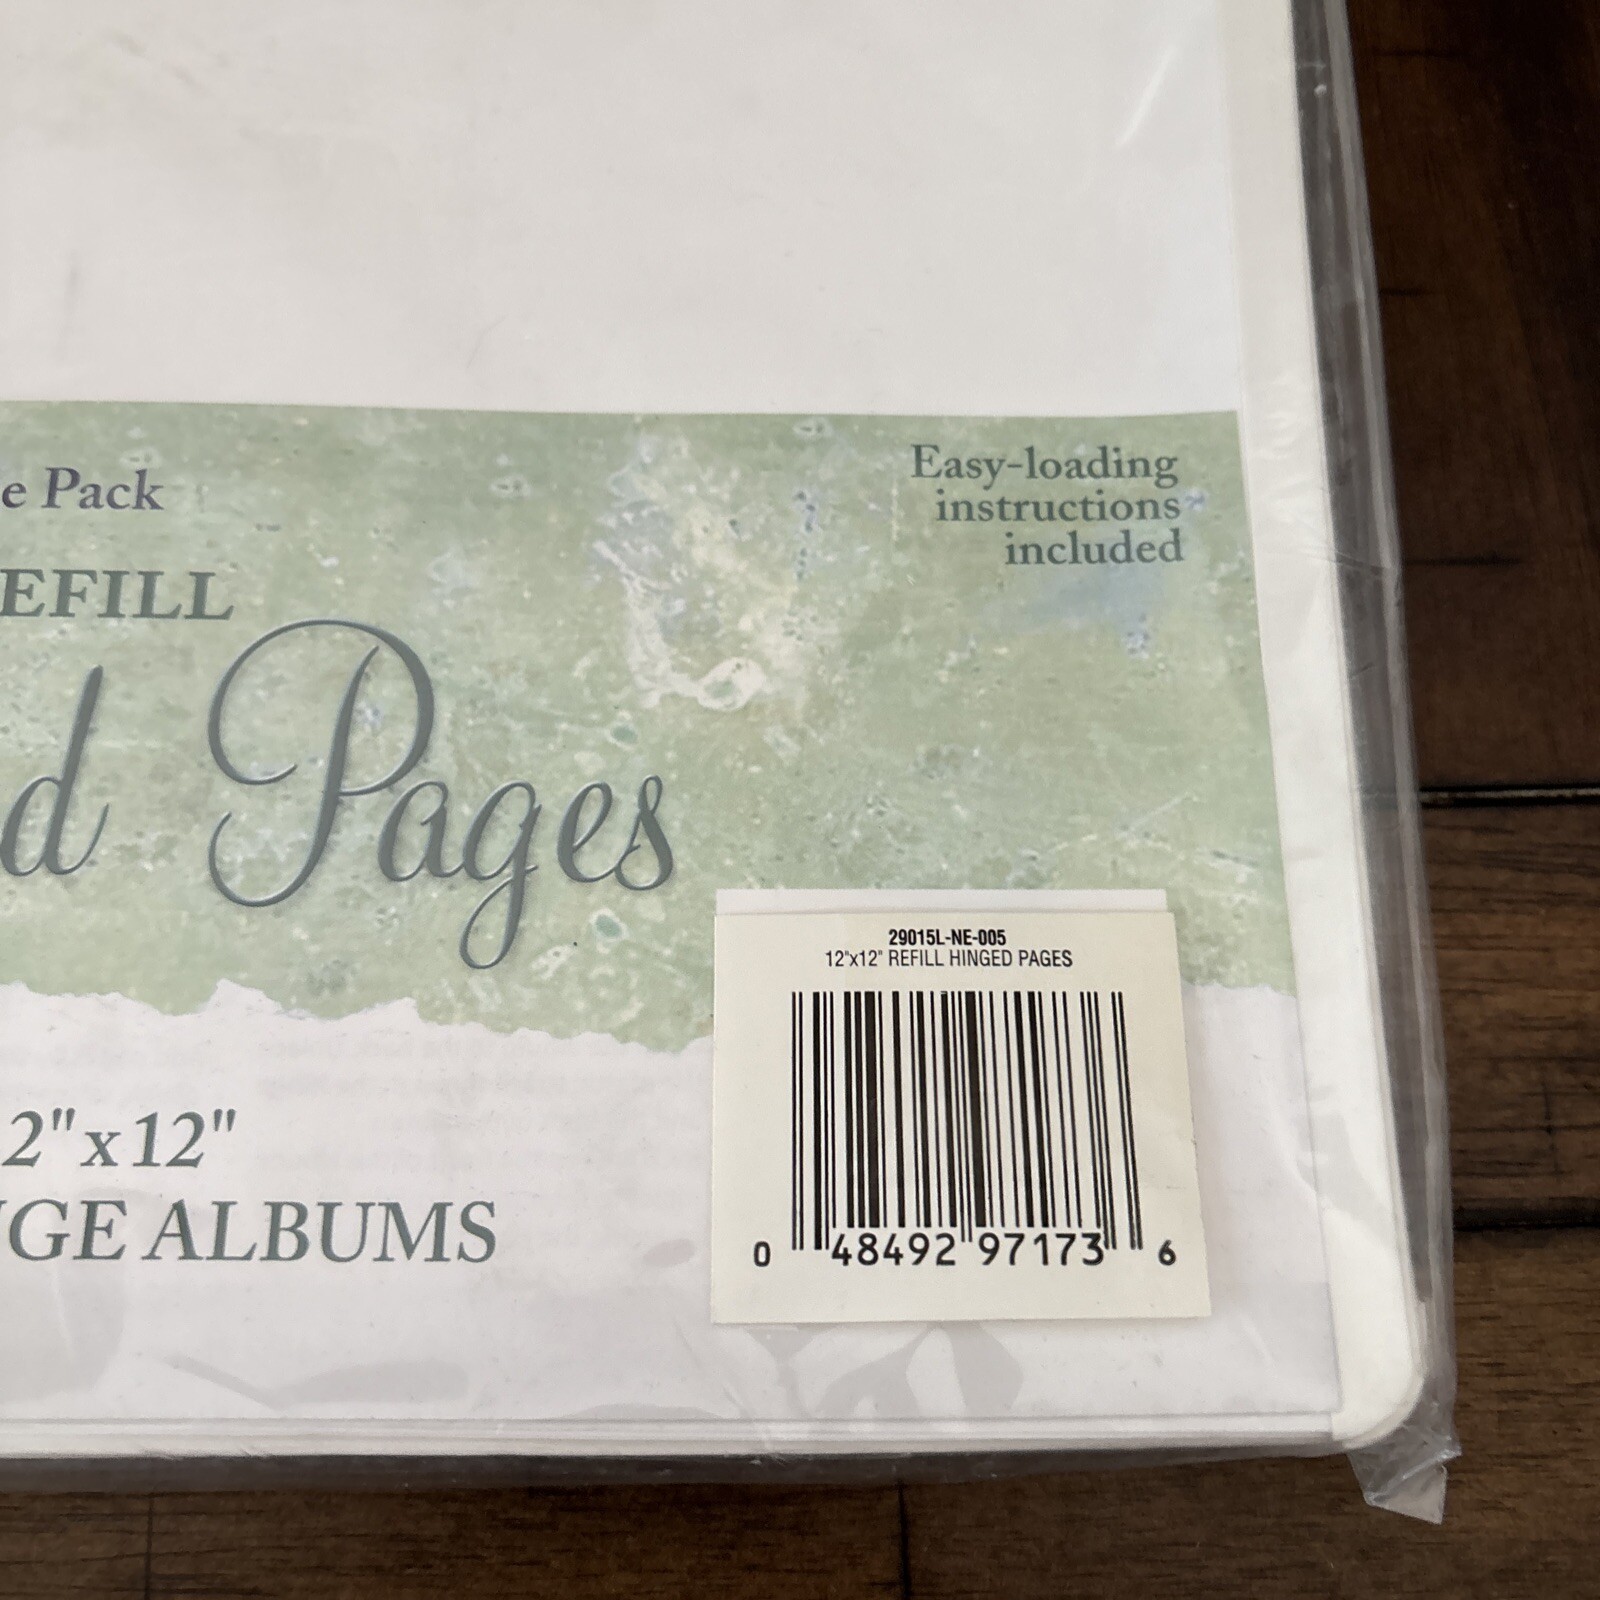 e Pack
Easy-loading
instructions
included
EFILL
d Pages
29015L-NE-005
12"x12" REFILL HINGED PAGES
2"x12"
GE ALBUMS
0 48492 97173 6